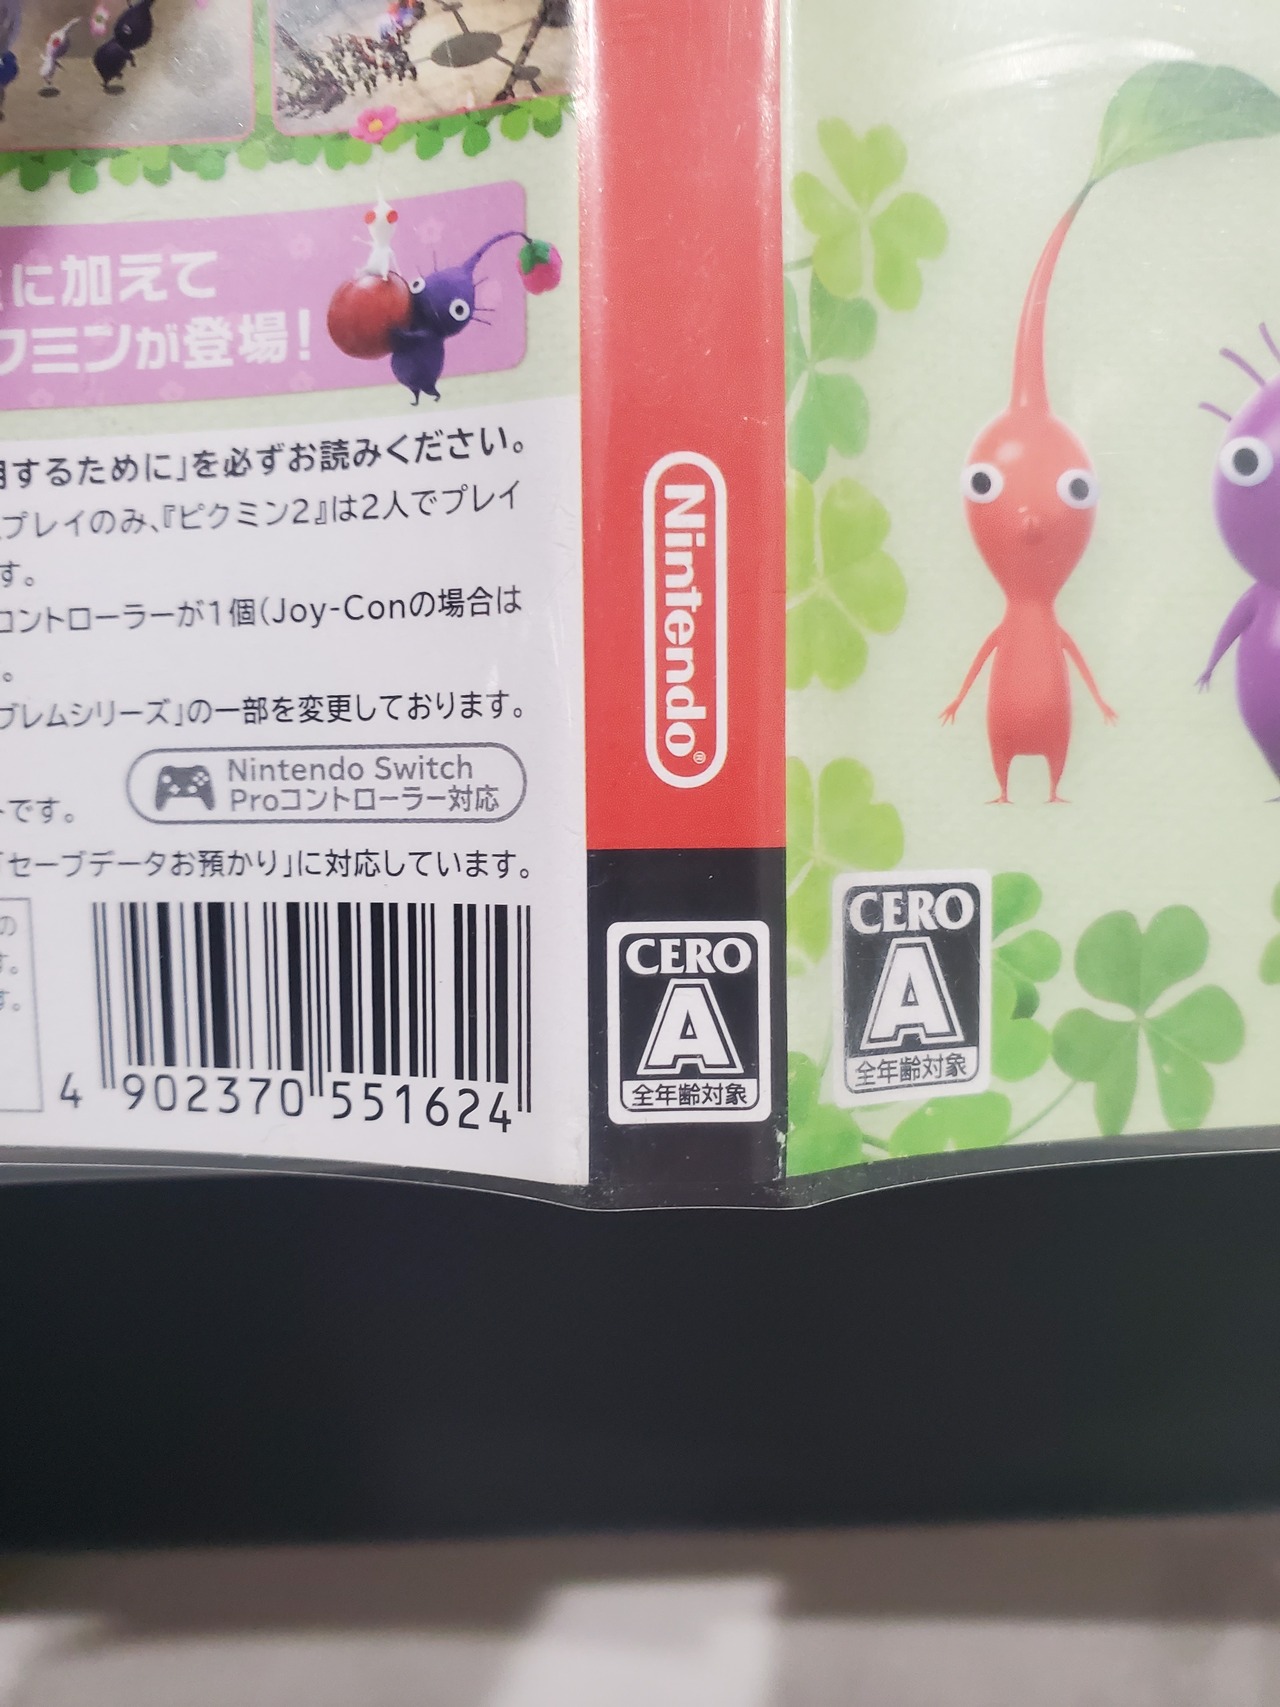 に加えて
クミンが登場!
するために」を必ずお読みください。
プレイのみ、『ピクミン2』は2人でプレイ
す。
コントローラーが1個(Joy-Conの場合は
。
ブレムシリーズ」の一部を変更しております。
Nintendo Switch
Proコントローラー対応
です。
「セーブデータお預かり」に対応しています。
の
す。
す。
4 902370 551624
Nintendo®
CERO
A
全年齢対象
CERO
A
全年齢対象